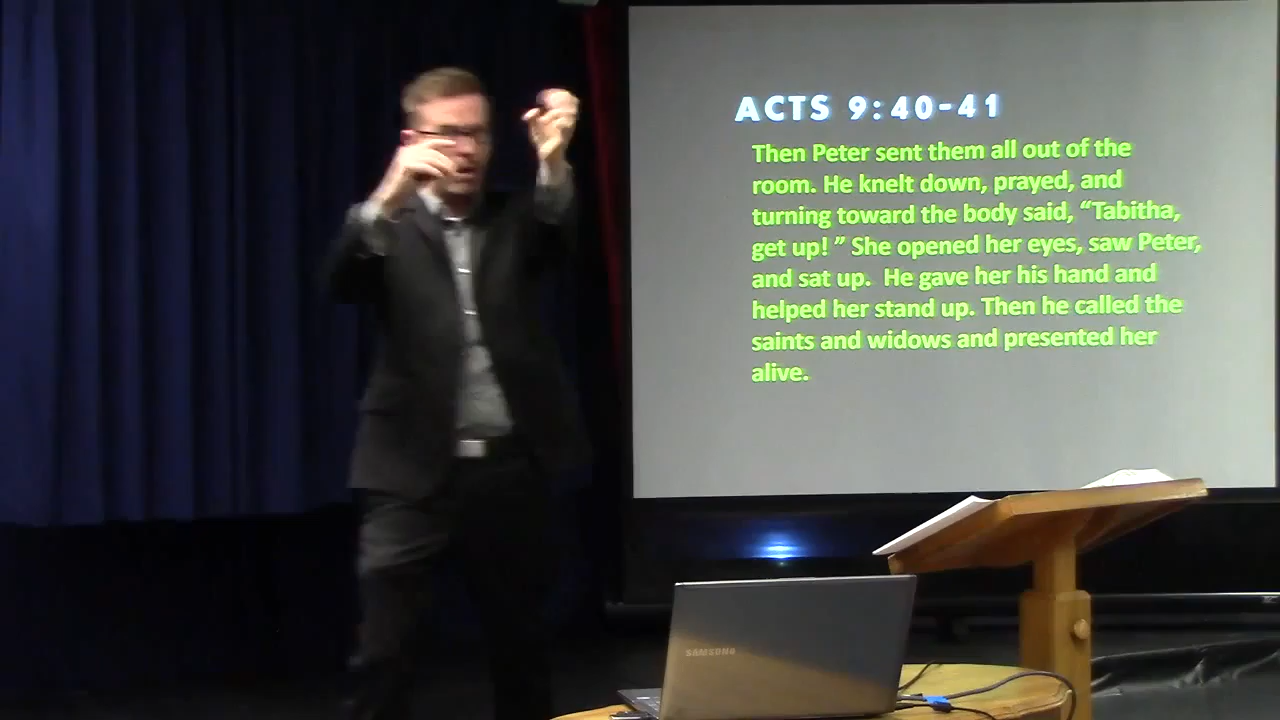 ACTS 9:40-41
Then Peter sent them all out of the
room. He knelt down, prayed, and
turning toward the body said, “Tabitha,
get up! ” She opened her eyes, saw Peter,
and sat up.  He gave her his hand and
helped her stand up. Then he called the
saints and widows and presented her
alive.
SAMSUNG